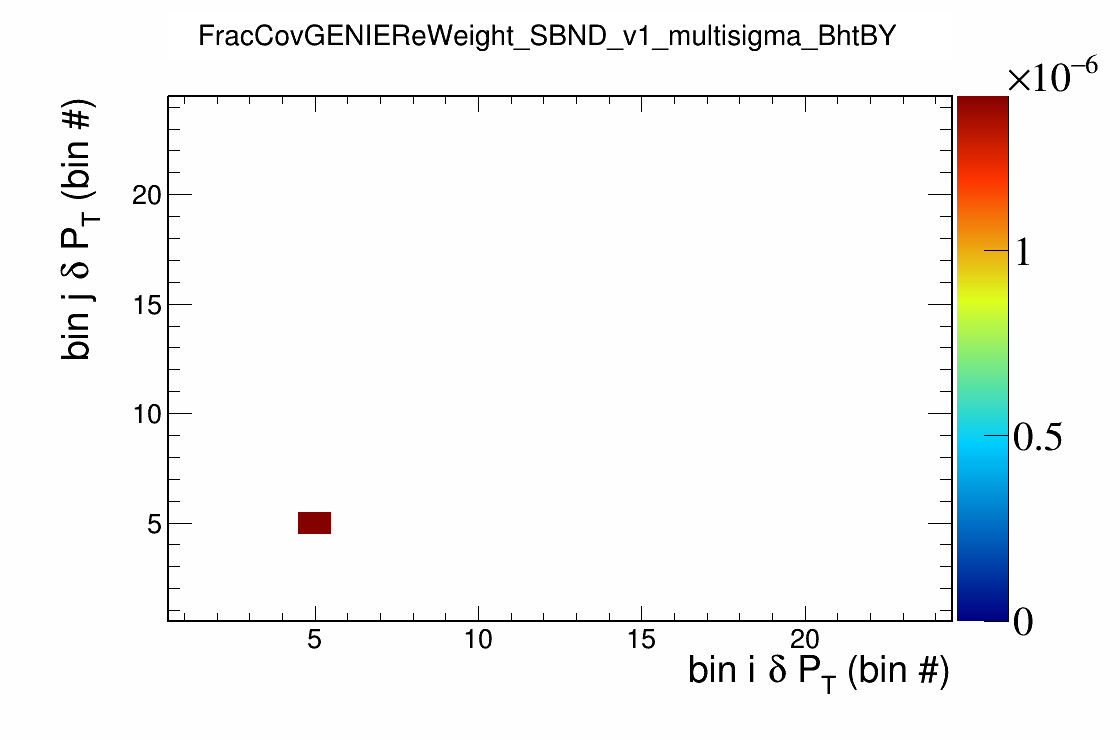 FracCovGENIEReWeight_SBND_v1_multisigma_BhtBY
×10⁻⁶
bin j δ P_T (bin #)
20
15
10
5
1
0.5
0
5 10 15 20
bin i δ P_T (bin #)